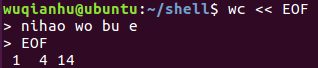 wuqianhu@ubuntu:~/shell$ wc << EOF
> nihao wo bu e
> EOF
 1  4 14